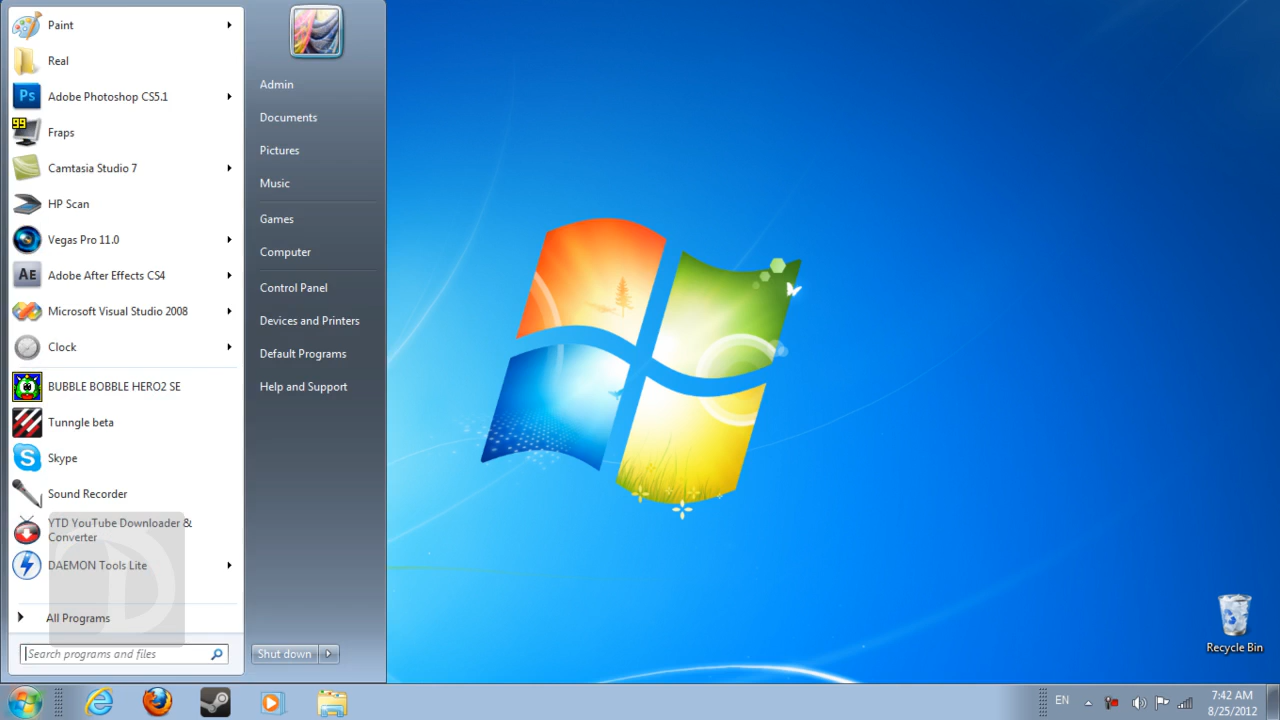 Paint
Real
Ps
Adobe Photoshop CS5.1
99
Fraps
Camtasia Studio 7
HP Scan
Vegas Pro 11.0
AE
Adobe After Effects CS4
Microsoft Visual Studio 2008
Clock
BUBBLE BOBBLE HERO2 SE
Tunngle beta
S
Skype
Sound Recorder
YTD YouTube Downloader &
Converter
DAEMON Tools Lite
All Programs
Search programs and files
Admin
Documents
Pictures
Music
Games
Computer
Control Panel
Devices and Printers
Default Programs
Help and Support
Shut down
Recycle Bin
EN
7:42 AM
8/25/2012